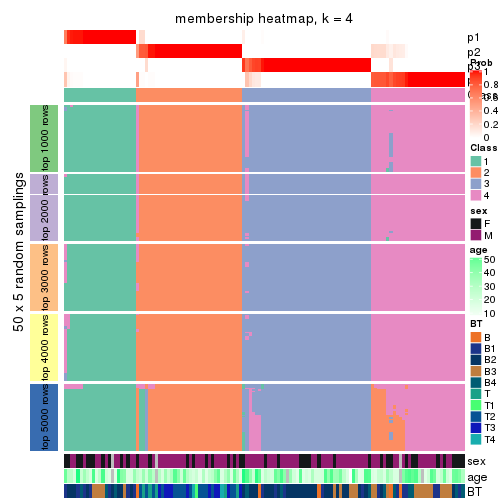 membership heatmap, k = 4
p1
p2
p3
Prob
1
0.8
0.6
0.4
0.2
0
Class
Class
1
2
3
4
sex
F
M
age
50
40
30
20
10
BT
B
B1
B2
B3
B4
T
T1
T2
T3
T4
50 x 5 random samplings
top 1000 rows
top 2000 rows
top 3000 rows
top 4000 rows
top 5000 rows
sex
age
BT